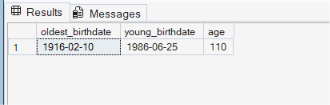 Results Messages
oldest_birthdate young_birthdate age
1 1916-02-10 1986-06-25 110